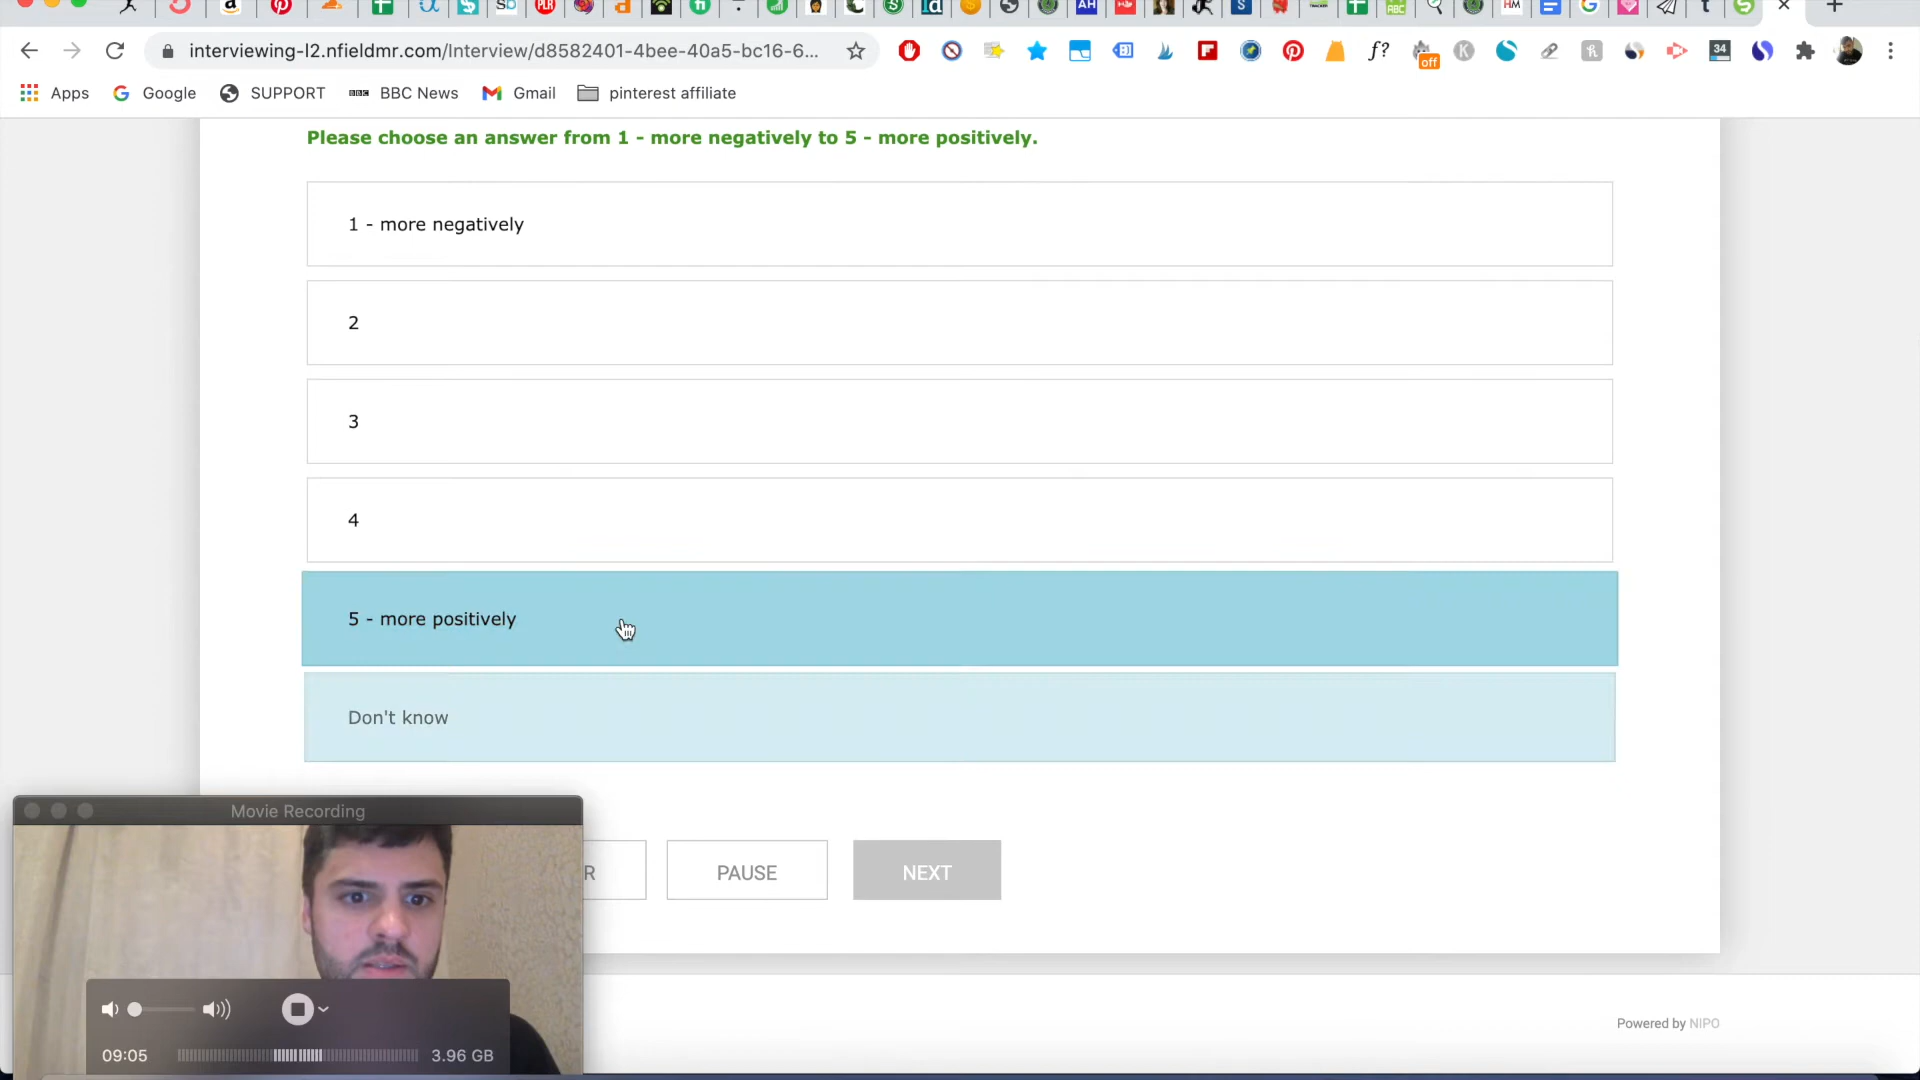 interviewing-l2.nfieldmr.com/Interview/d8582401-4bee-40a5-bc16-6...
f?
off
34
Apps
Google
SUPPORT
BBC News
Gmail
pinterest affiliate
Please choose an answer from 1 - more negatively to 5 - more positively.
1 - more negatively
2
3
4
5 - more positively
Don't know
Movie Recording
R
PAUSE
NEXT
09:05
3.96 GB
Powered by NIPO